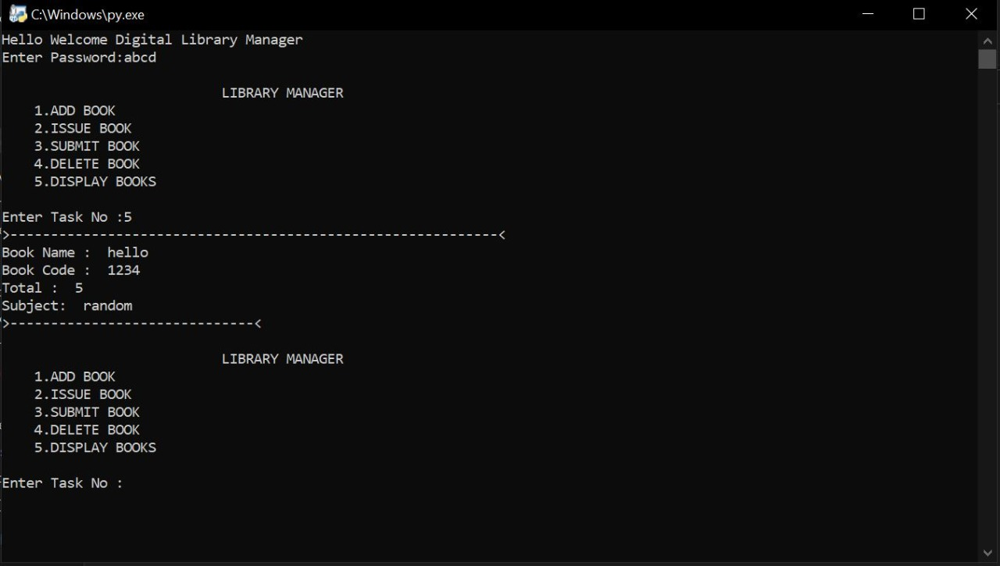 C:\Windows\py.exe
Hello Welcome Digital Library Manager
Enter Password:abcd
LIBRARY MANAGER
1.ADD BOOK
2.ISSUE BOOK
3.SUBMIT BOOK
4.DELETE BOOK
5.DISPLAY BOOKS
Enter Task No :5
>------------------------------------------------------------<
Book Name :  hello
Book Code :  1234
Total :  5
Subject:  random
>------------------------------<
LIBRARY MANAGER
1.ADD BOOK
2.ISSUE BOOK
3.SUBMIT BOOK
4.DELETE BOOK
5.DISPLAY BOOKS
Enter Task No :